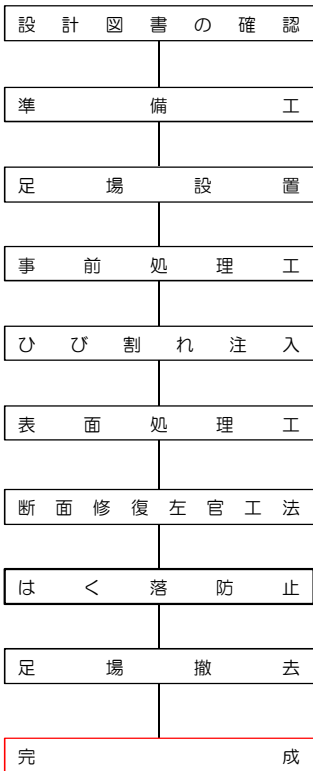 設計図書の確認
準備工
足場設置
事前処理工
ひび割れ注入
表面処理工
断面修復左官工法
はく落防止
足場撤去
完成